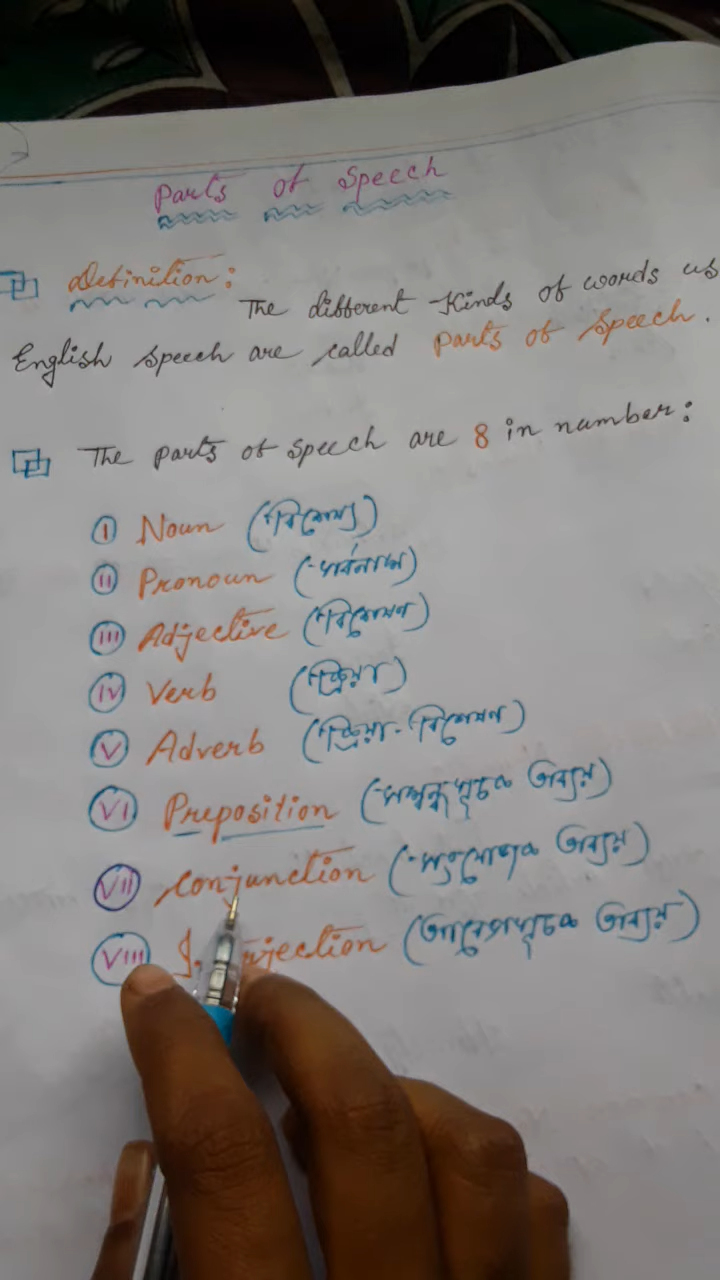 Parts of Speech
Definition:
The different kinds of words
English speech are called Parts of Speech.
The parts of speech are 8 in number:
(I) Noun (বিশেষ্য)
(II) Pronoun (সর্বনাম)
(III) Adjective (বিশেষণ)
(IV) Verb (ক্রিয়া)
(V) Adverb (ক্রিয়া-বিশেষণ)
(VI) Preposition (সম্বন্ধসূচক অব্যয়)
(VII) Conjunction (সংযোজক অব্যয়)
(VIII) (আবেগসূচক অব্যয়)